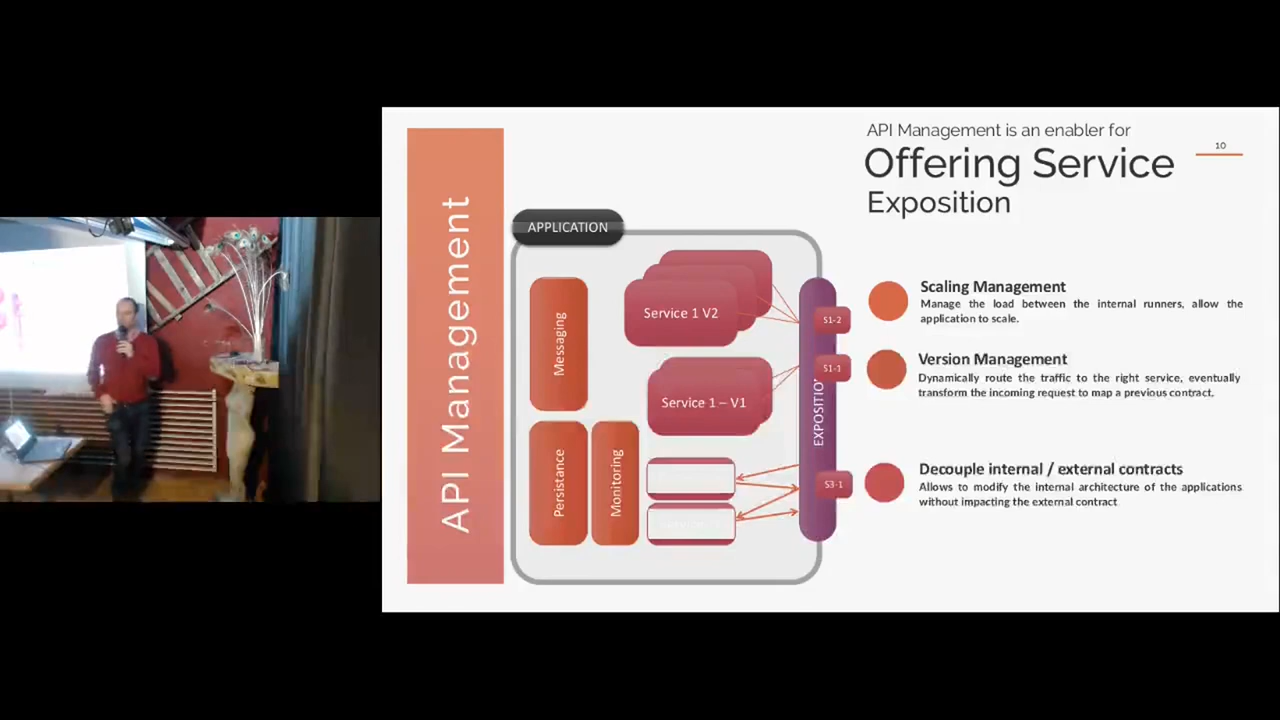 API Management is an enabler for
10
Offering Service
Exposition
API Management
APPLICATION
Messaging
Service 1 V2
Service 1 – V1
Persistance
Monitoring
S1-2
S1-1
S3-1
Scaling Management
Manage the load between the internal runners, allow the
application to scale.
Version Management
Dynamically route the traffic to the right service, eventually
transform the incoming request to map a previous contract.
Decouple internal / external contracts
Allows to modify the internal architecture of the applications
without impacting the external contract